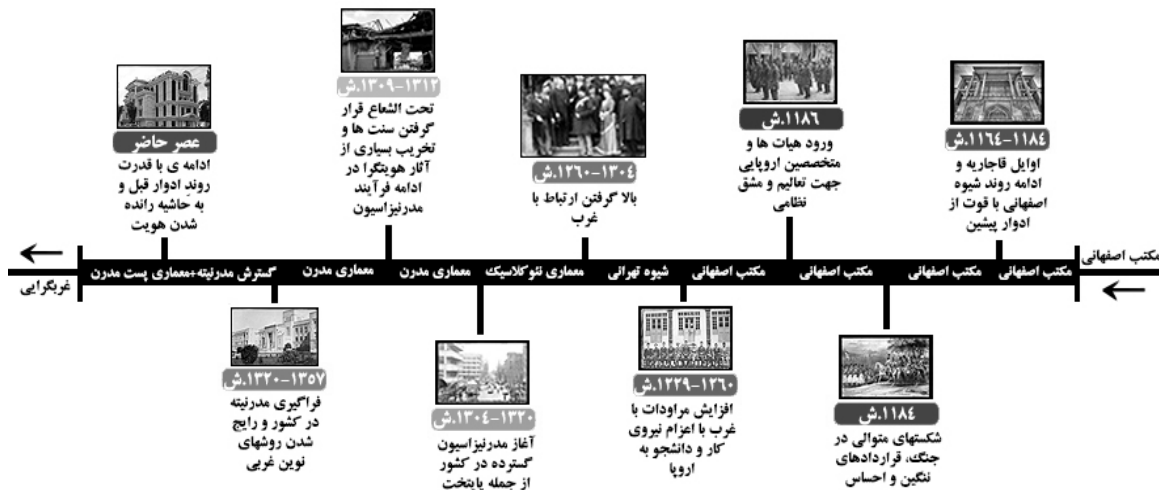 مکتب اصفهانی
۱۱۶۴-۱۱۸۴.ش
اوایل قاجاریه و
ادامه روند شیوه
اصفهانی با قوت از
ادوار پیشین
۱۱۸۶.ش
ورود هیات ها و
متخصصین اروپایی
جهت تعالیم و مشق
نظامی
۱۲۶۰-۱۳۰۴.ش
بالا گرفتن ارتباط با
غرب
۱۳۰۹-۱۳۱۲.ش
تحت الشعاع قرار
گرفتن سنت ها و
تخریب بسیاری از
آثار هویتگرا در
ادامه فرآیند
مدرنیزاسیون
عصر حاضر
ادامه ی با قدرت
روند ادوار قبل و
به حاشیه رانده
شدن هویت
مکتب اصفهانی مکتب اصفهانی مکتب اصفهانی مکتب اصفهانی شیوه تهرانی معماری نئوکلاسیک معماری مدرن معماری مدرن گسترش مدرنیته+معماری پست مدرن
غربگرایی
۱۱۸۴.ش
شکستهای متوالی در
جنگ، قراردادهای
ننگین و احساس
۱۲۲۹-۱۲۶۰.ش
افزایش مراودات با
غرب با اعزام نیروی
کار و دانشجو به
اروپا
۱۳۰۴-۱۳۲۰.ش
آغاز مدرنیزاسیون
گسترده در کشور
از جمله پایتخت
۱۳۲۰-۱۳۵۷.ش
فراگیری مدرنیته
در کشور و رایج
شدن روشهای
نوین غربی